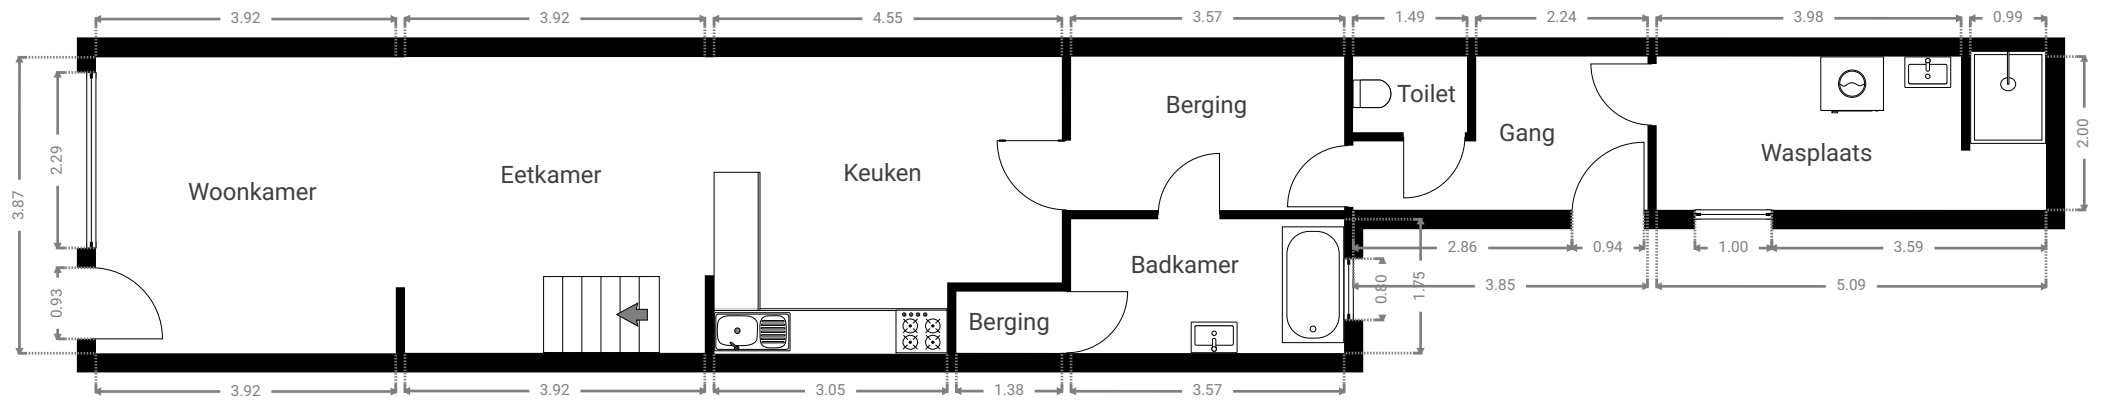 3.92
3.92
4.55
3.57
1.49
2.24
3.98
0.99
3.87
2.29
0.93
Woonkamer
Eetkamer
Keuken
Berging
Toilet
Gang
Wasplaats
2.00
Badkamer
Berging
2.86
0.94
1.00
3.59
0.80
1.75
3.85
5.09
3.92
3.92
3.05
1.38
3.57